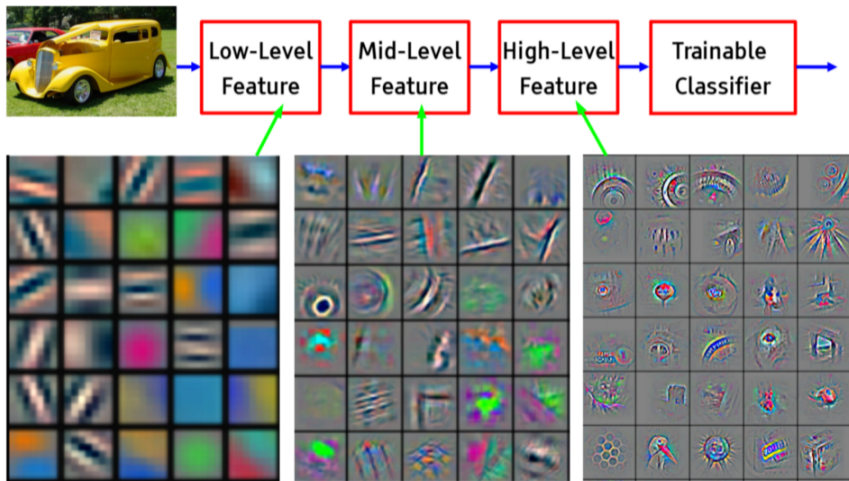 Low-Level
Feature
Mid-Level
Feature
High-Level
Feature
Trainable
Classifier